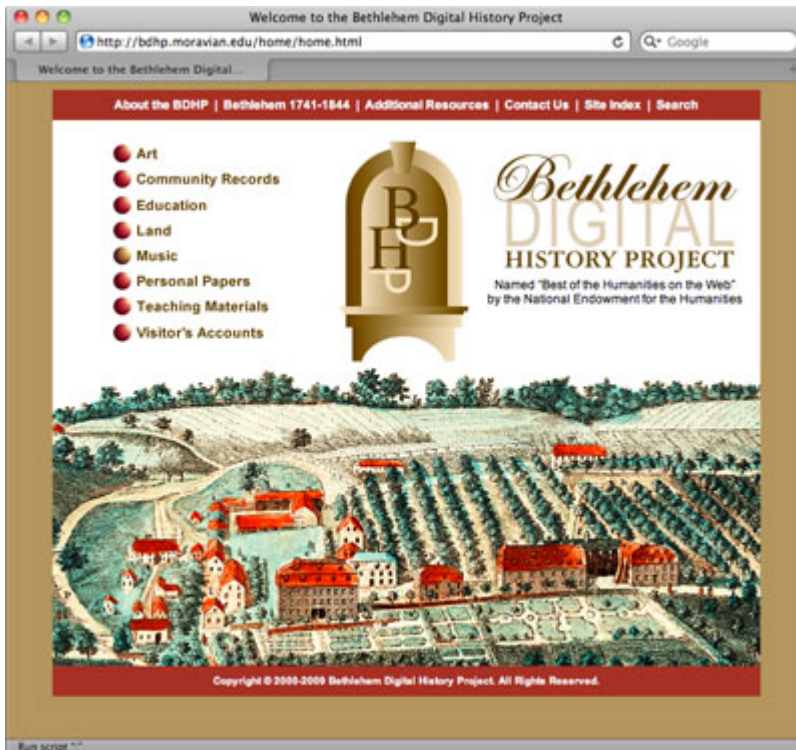 Welcome to the Bethlehem Digital History Project
http://bdhp.moravian.edu/home/home.html
Google
Welcome to the Bethlehem Digital...
About the BDHP | Bethlehem 1741-1844 | Additional Resources | Contact Us | Site Index | Search
Art
Community Records
Education
Land
Music
Personal Papers
Teaching Materials
Visitor's Accounts
BDHP
Bethlehem
DIGITAL
HISTORY PROJECT
Named "Best of the Humanities on the Web"
by the National Endowment for the Humanities
Copyright © 2000-2009 Bethlehem Digital History Project. All Rights Reserved.
Run script ";"